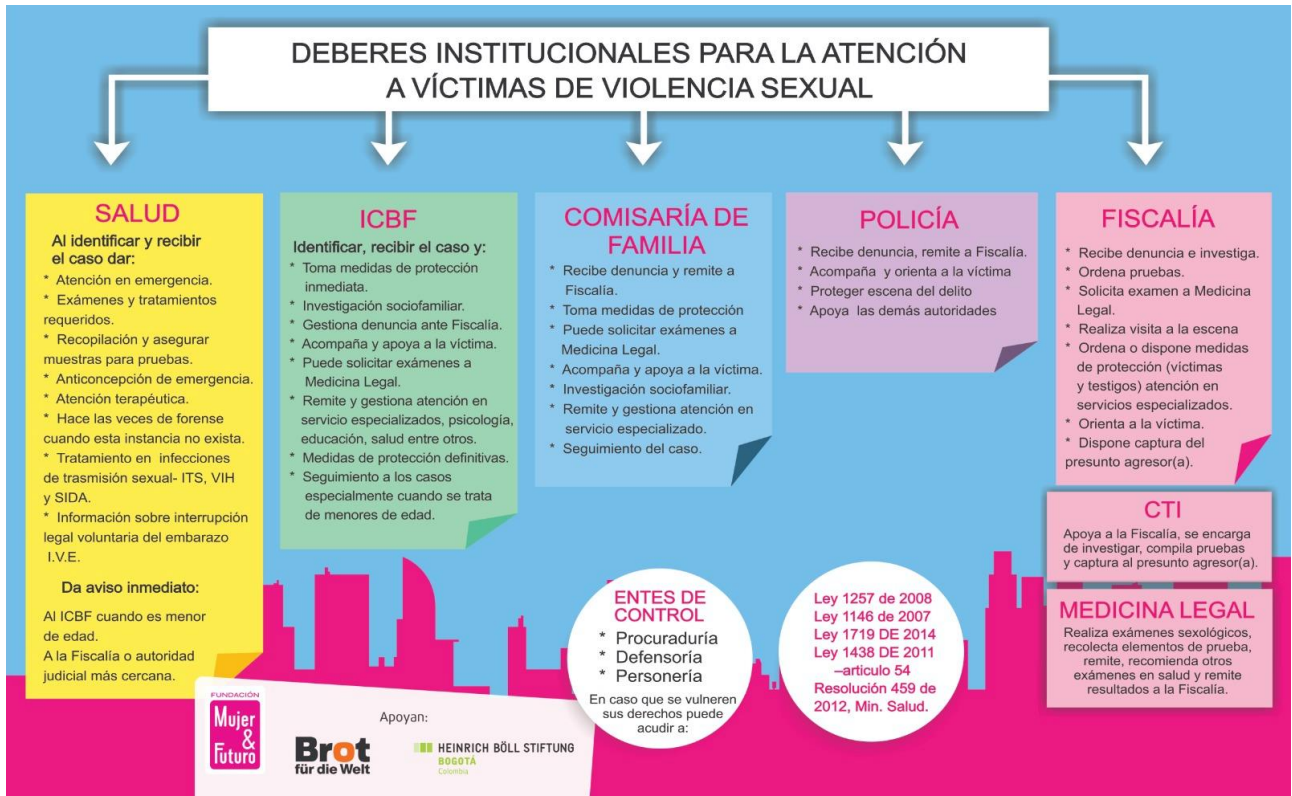 DEBERES INSTITUCIONALES PARA LA ATENCIÓN
A VÍCTIMAS DE VIOLENCIA SEXUAL
SALUD
Al identificar y recibir
el caso dar:
* Atención en emergencia.
* Exámenes y tratamientos
requeridos.
* Recopilación y asegurar
muestras para pruebas.
* Anticoncepción de emergencia.
* Atención terapéutica.
* Hace las veces de forense
cuando esta instancia no exista.
* Tratamiento en infecciones
de trasmisión sexual- ITS, VIH
y SIDA.
* Información sobre interrupción
legal voluntaria del embarazo
I.V.E.
Da aviso inmediato:
Al ICBF cuando es menor
de edad.
A la Fiscalía o autoridad
judicial más cercana.
ICBF
Identificar, recibir el caso y:
* Toma medidas de protección
inmediata.
* Investigación sociofamiliar.
* Gestiona denuncia ante Fiscalía.
* Acompaña y apoya a la víctima.
* Puede solicitar exámenes a
Medicina Legal.
* Remite y gestiona atención en
servicio especializados, psicología,
educación, salud entre otros.
* Medidas de protección definitivas.
* Seguimiento a los casos
especialmente cuando se trata
de menores de edad.
COMISARÍA DE
FAMILIA
* Recibe denuncia y remite a
Fiscalía.
* Toma medidas de protección
* Puede solicitar exámenes a
Medicina Legal.
* Acompaña y apoya a la víctima.
* Investigación sociofamiliar.
* Remite y gestiona atención en
servicio especializado.
* Seguimiento del caso.
POLICÍA
* Recibe denuncia, remite a Fiscalía.
* Acompaña y orienta a la víctima
* Proteger escena del delito
* Apoya las demás autoridades
FISCALÍA
* Recibe denuncia e investiga.
* Ordena pruebas.
* Solicita examen a Medicina
Legal.
* Realiza visita a la escena
* Ordena o dispone medidas
de protección (víctimas
y testigos) atención en
servicios especializados.
* Orienta a la víctima.
* Dispone captura del
presunto agresor(a).
CTI
Apoya a la Fiscalía, se encarga
de investigar, compila pruebas
y captura al presunto agresor(a).
MEDICINA LEGAL
Realiza exámenes sexológicos,
recolecta elementos de prueba,
remite, recomienda otros
exámenes en salud y remite
resultados a la Fiscalía.
ENTES DE
CONTROL
* Procuraduría
* Defensoría
* Personería
En caso que se vulneren
sus derechos puede
acudir a:
Ley 1257 de 2008
Ley 1146 de 2007
Ley 1719 DE 2014
Ley 1438 DE 2011
–articulo 54
Resolución 459 de
2012, Min. Salud.
FUNDACIÓN
Mujer
&
Futuro
Apoyan:
Brot
für die Welt
HEINRICH BÖLL STIFTUNG
BOGOTÁ
Colombia